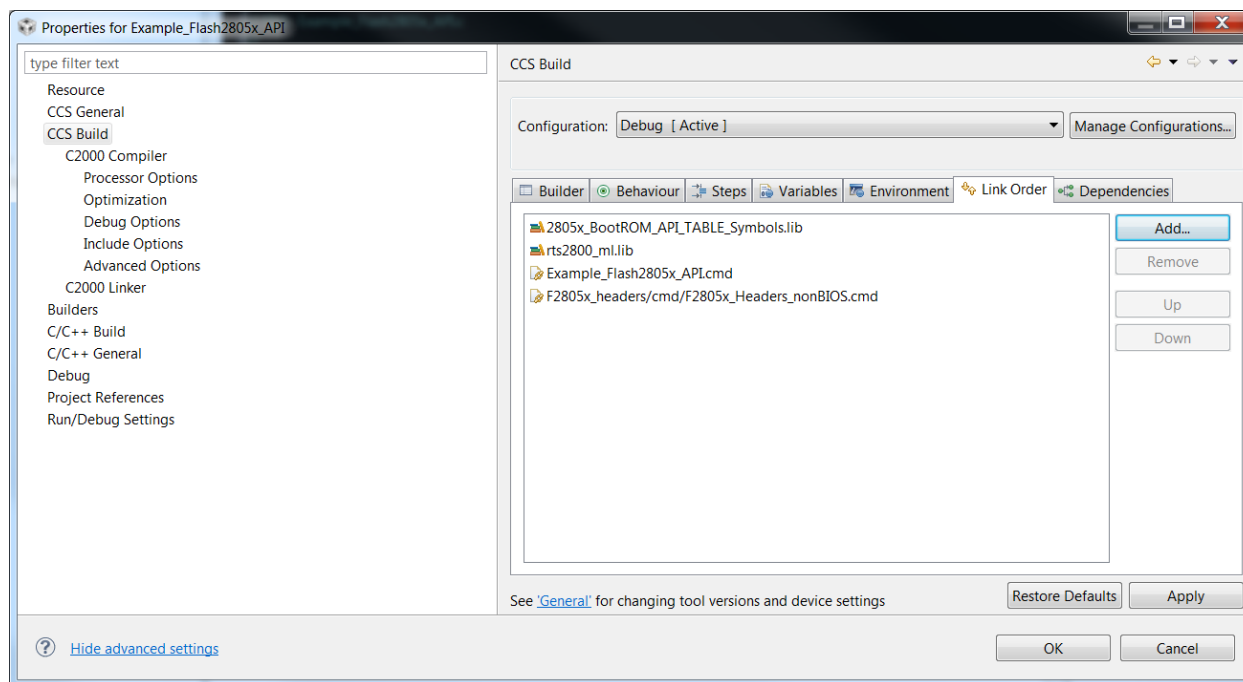 Properties for Example_Flash2805x_API
type filter text
Resource
CCS General
CCS Build
C2000 Compiler
Processor Options
Optimization
Debug Options
Include Options
Advanced Options
C2000 Linker
Builders
C/C++ Build
C/C++ General
Debug
Project References
Run/Debug Settings
CCS Build
Configuration: Debug [ Active ] Manage Configurations...
Builder Behaviour Steps Variables Environment Link Order Dependencies
2805x_BootROM_API_TABLE_Symbols.lib
rts2800_ml.lib
Example_Flash2805x_API.cmd
F2805x_headers/cmd/F2805x_Headers_nonBIOS.cmd
Add...
Remove
Up
Down
See 'General' for changing tool versions and device settings
Restore Defaults Apply
Hide advanced settings
OK Cancel